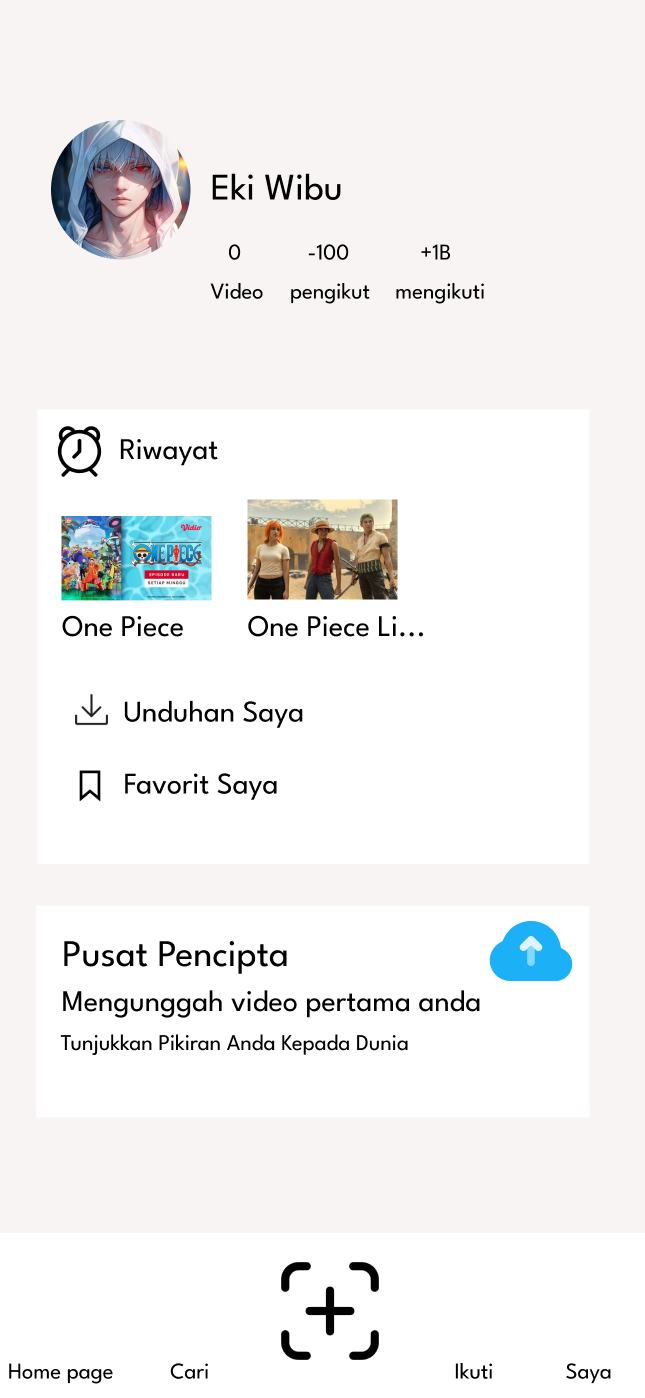 Eki Wibu
0 -100 +1B
Video pengikut mengikuti
Riwayat
Vidio
ONE PIECE
EPISODE BARU
SETIAP MINGGU
One Piece
One Piece Li...
Unduhan Saya
Favorit Saya
Pusat Pencipta
Mengunggah video pertama anda
Tunjukkan Pikiran Anda Kepada Dunia
Home page Cari Ikuti Saya